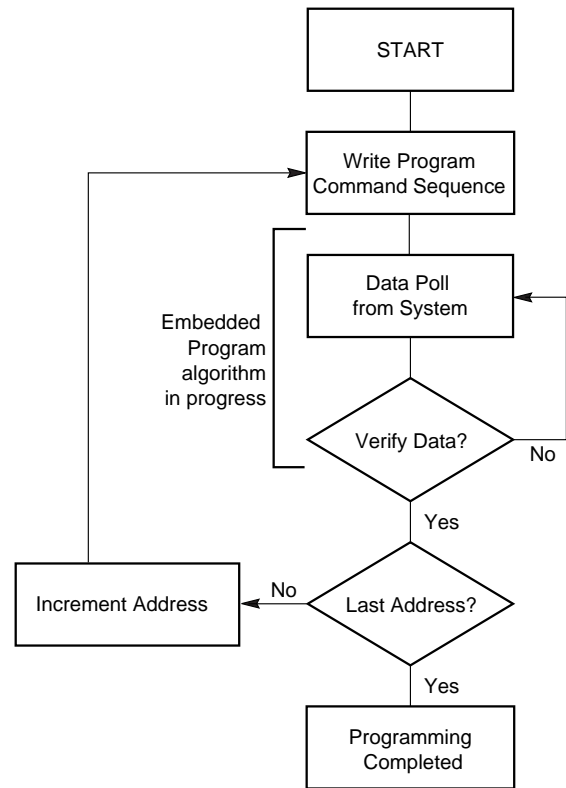 START
Write Program
Command Sequence
Data Poll
from System
Embedded
Program
algorithm
in progress
Verify Data?
No
Yes
Last Address?
No
Increment Address
Yes
Programming
Completed